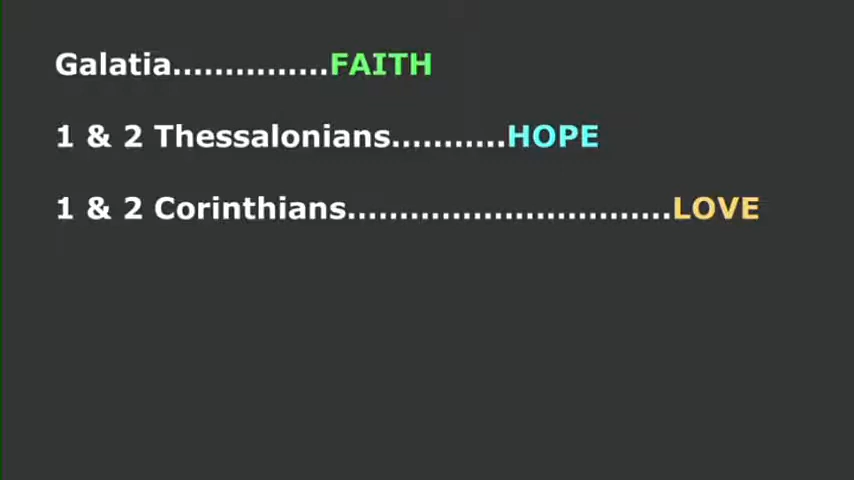 Galatia...............FAITH
1 & 2 Thessalonians...........HOPE
1 & 2 Corinthians...............................LOVE